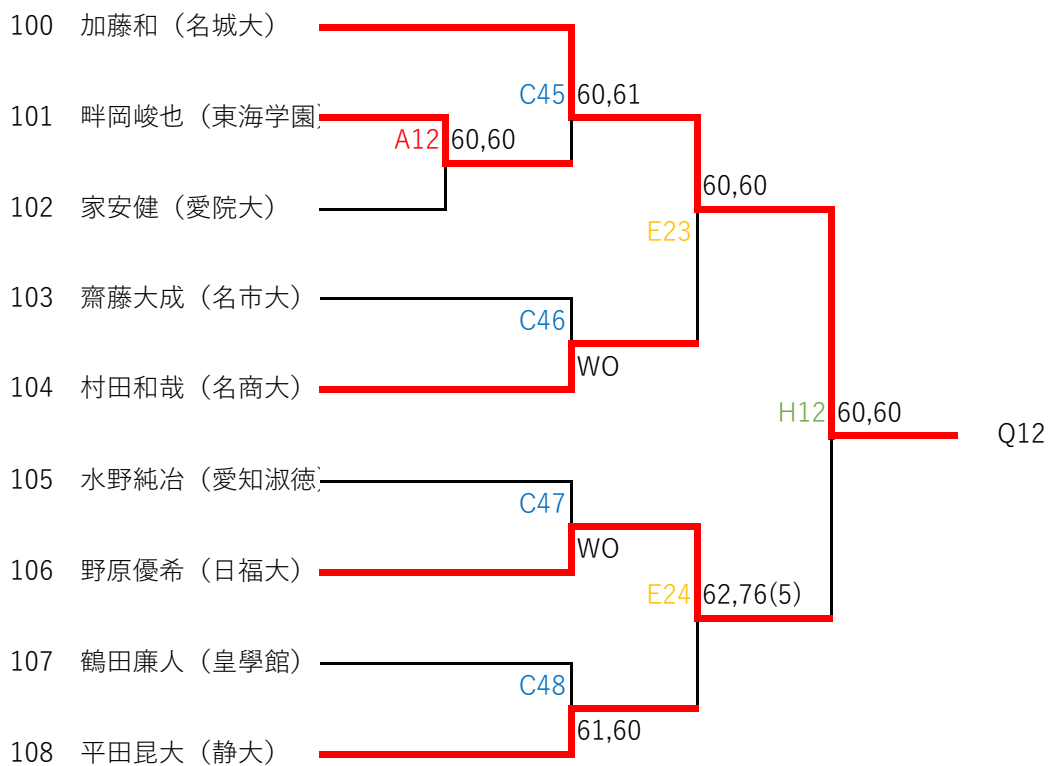 100 加藤和（名城大）
C45 60,61
101 畔岡峻也（東海学園）
A12 60,60
60,60
102 家安健（愛院大）
E23
103 齋藤大成（名市大）
C46
WO
104 村田和哉（名商大）
H12 60,60
Q12
105 水野純冶（愛知淑徳）
C47
WO
106 野原優希（日福大）
E24 62,76(5)
107 鶴田廉人（皇學館）
C48
61,60
108 平田昆大（静大）